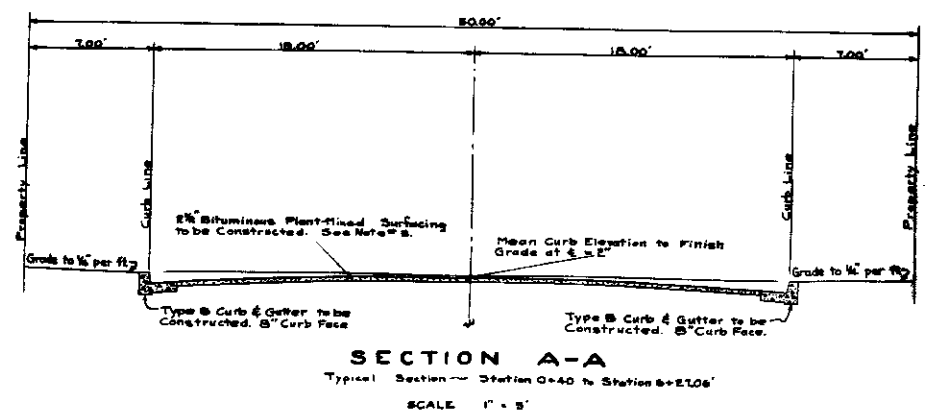 50.00'
7.00' 18.00' 18.00' 7.00'
Property Line
Curb Line
Curb Line
Property Line
2½" Bituminous Plant-Mixed Surfacing
to be Constructed. See Note # 3.
Mean Curb Elevation to Finish
Grade at ℄ = 2"
Grade to ¼" per ft.
Grade to ¼" per ft.
Type B Curb & Gutter to be
Constructed. 8" Curb Face
Type B Curb & Gutter to be
Constructed. 8" Curb Face.
℄
SECTION A-A
Typical Section ~ Station 0+40 to Station 6+27.06'
SCALE 1" = 5'